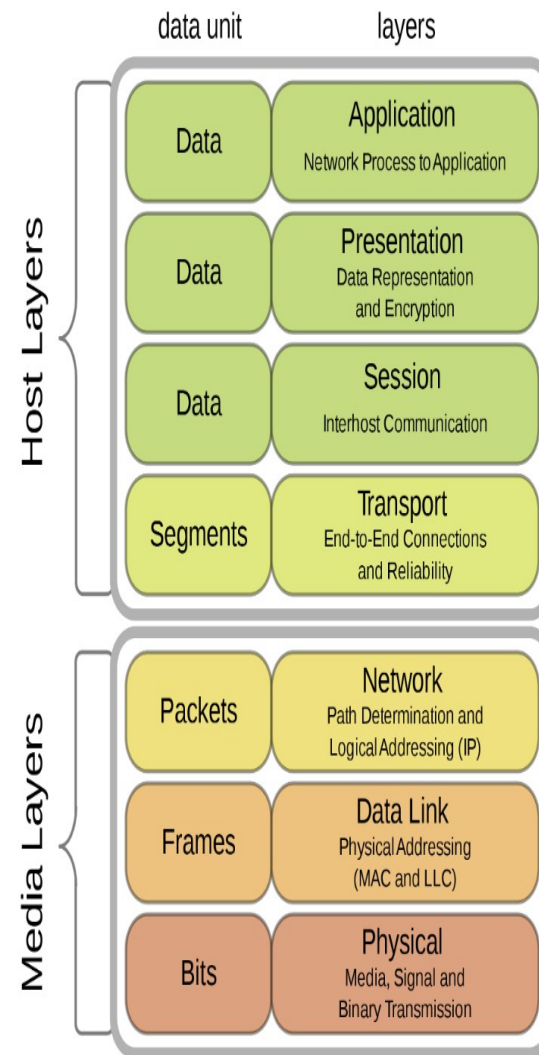 data unit layers
Host Layers
Data
Application
Network Process to Application
Data
Presentation
Data Representation
and Encryption
Data
Session
Interhost Communication
Segments
Transport
End-to-End Connections
and Reliability
Media Layers
Packets
Network
Path Determination and
Logical Addressing (IP)
Frames
Data Link
Physical Addressing
(MAC and LLC)
Bits
Physical
Media, Signal and
Binary Transmission